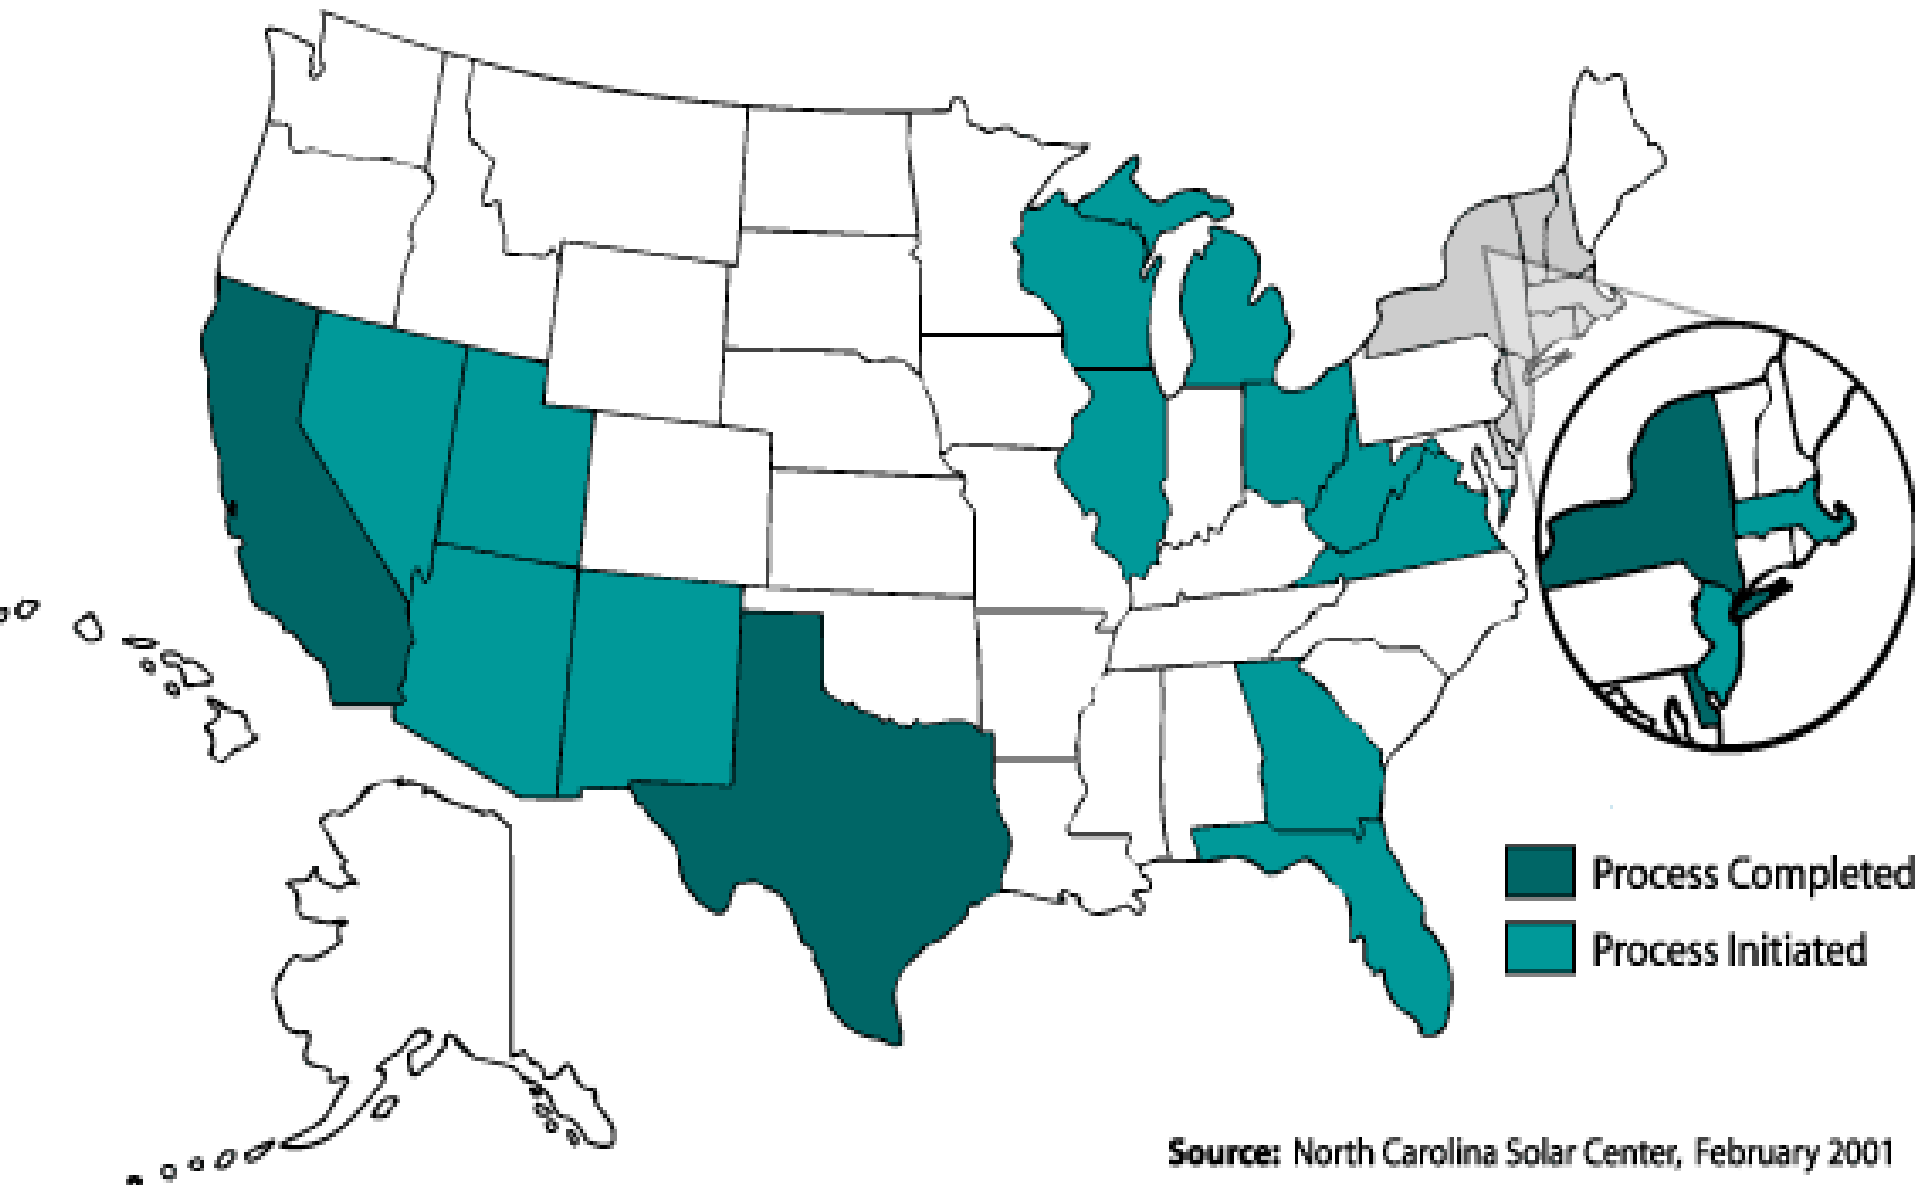 Process Completed
Process Initiated
Source: North Carolina Solar Center, February 2001